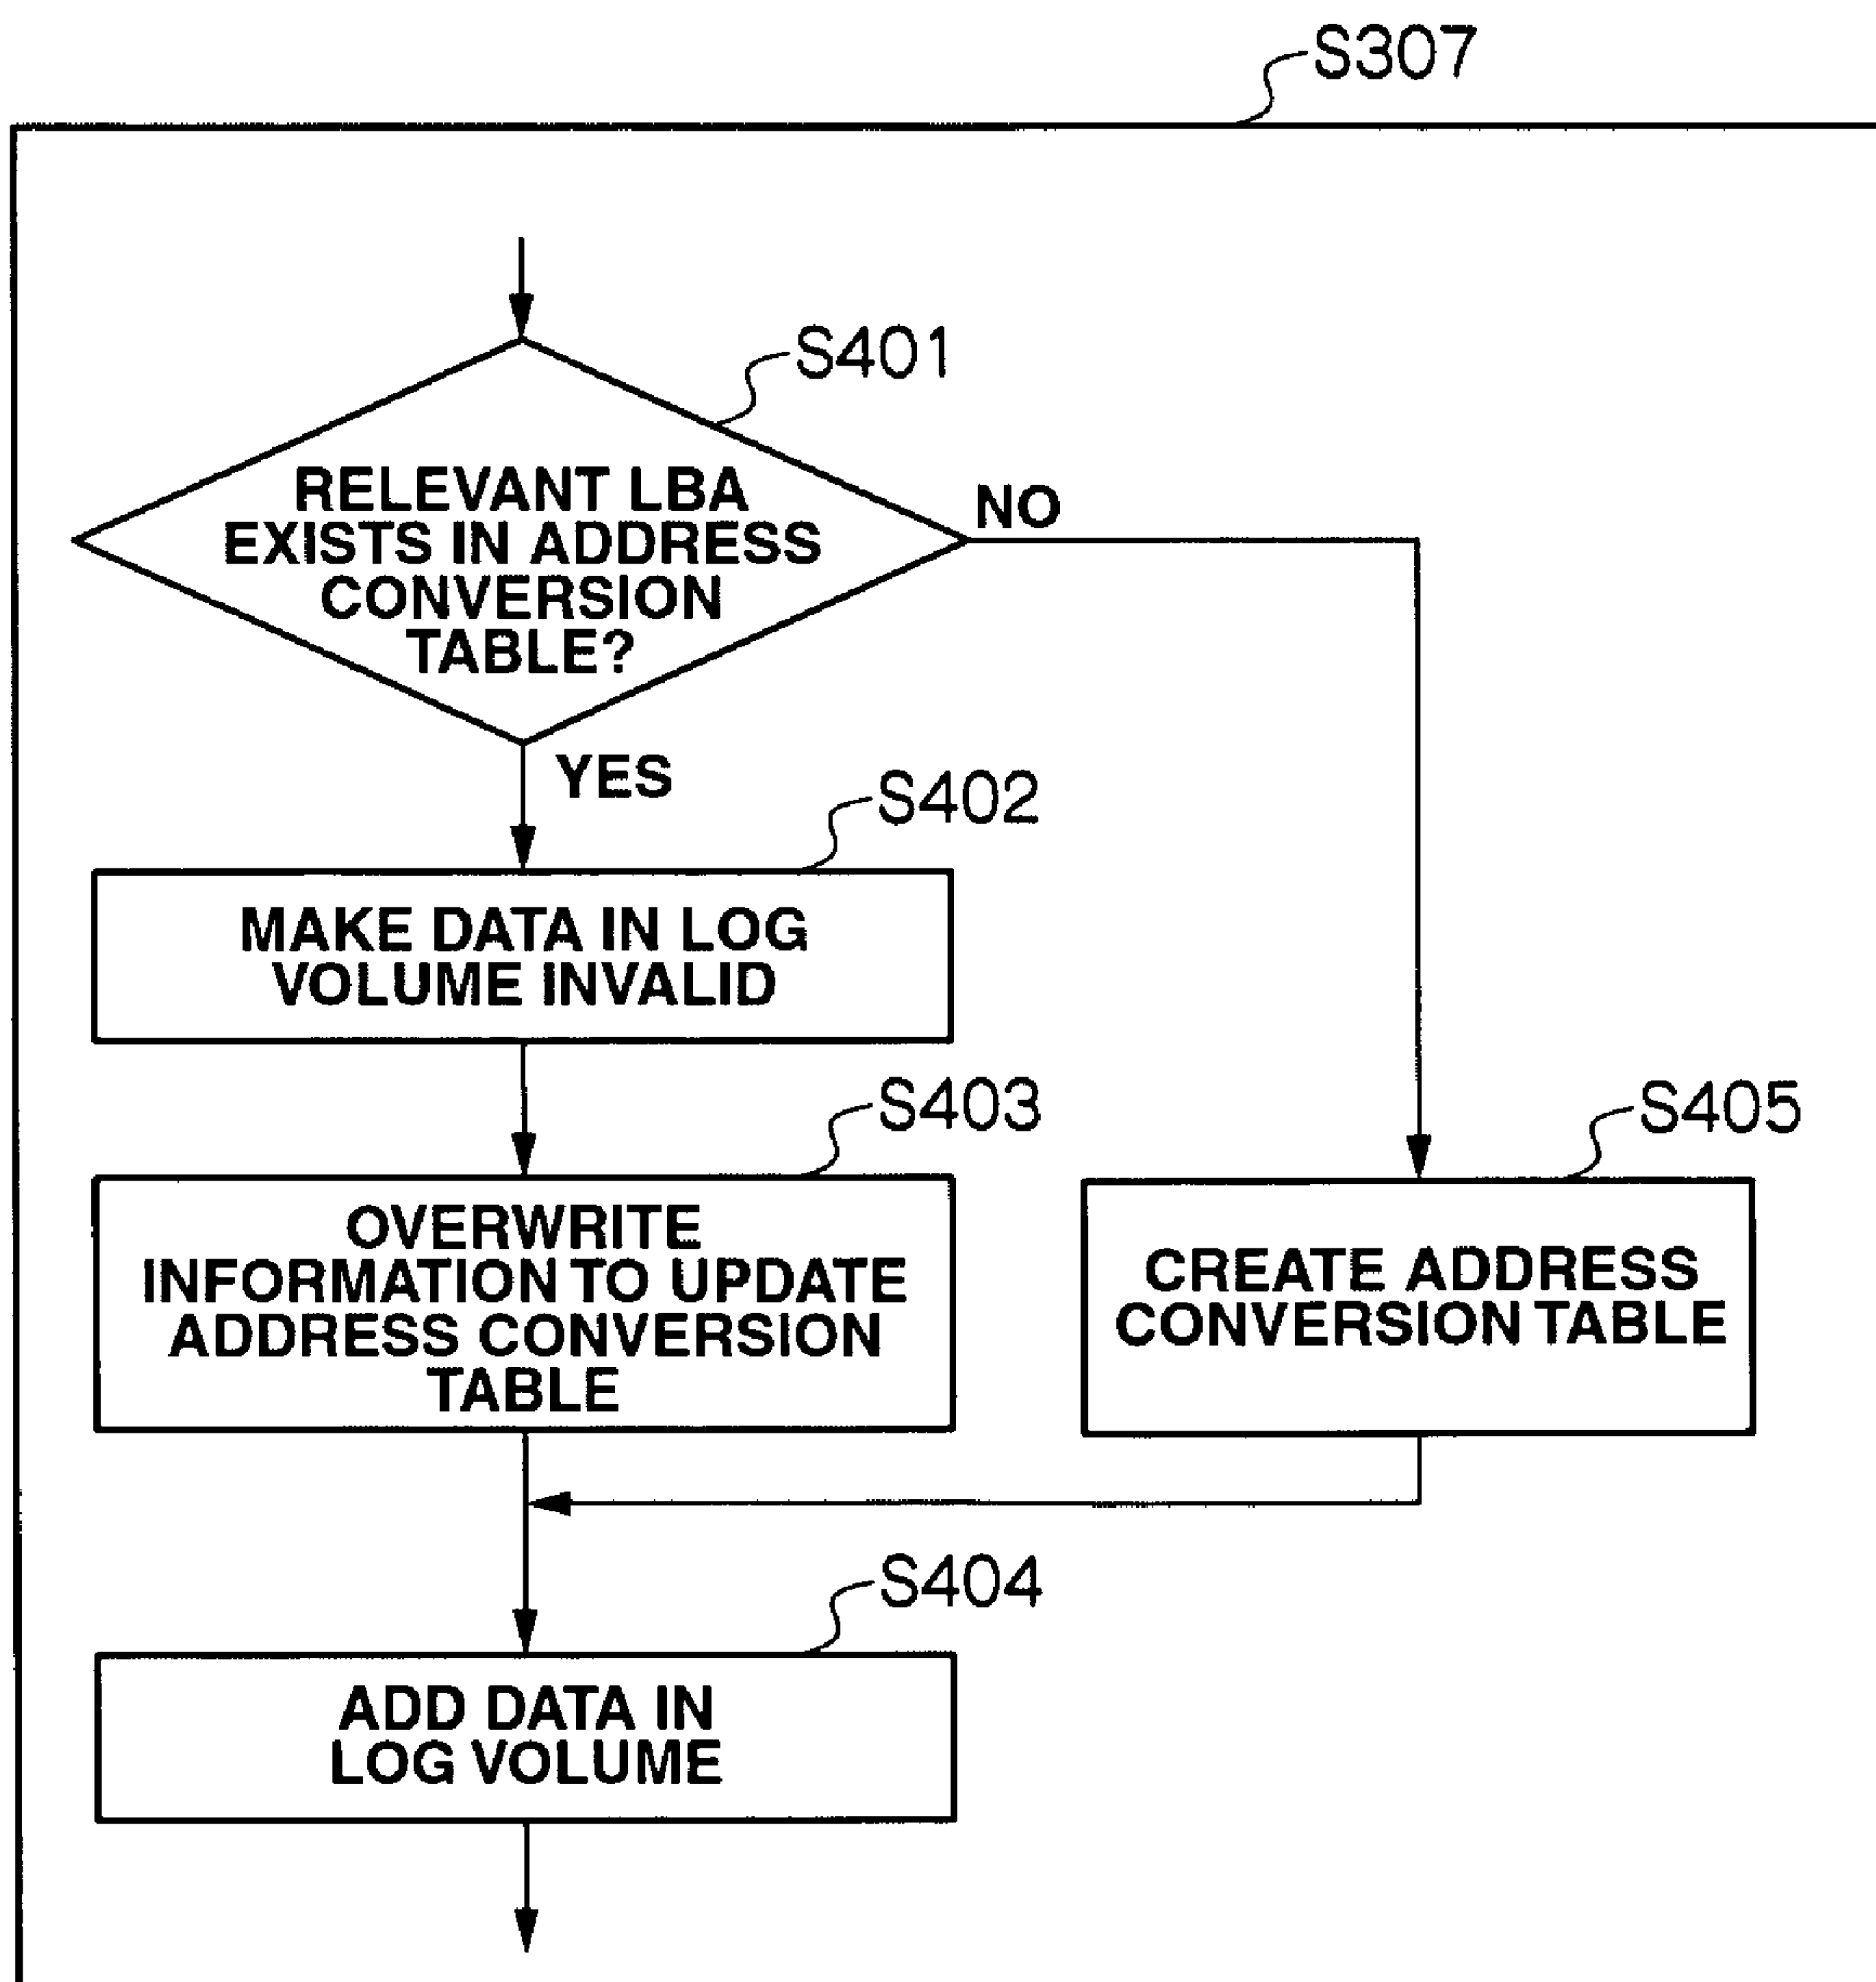 S307
S401
RELEVANT LBA
EXISTS IN ADDRESS
CONVERSION
TABLE?
NO
YES
S402
MAKE DATA IN LOG
VOLUME INVALID
S403
OVERWRITE
INFORMATION TO UPDATE
ADDRESS CONVERSION
TABLE
S405
CREATE ADDRESS
CONVERSION TABLE
S404
ADD DATA IN
LOG VOLUME